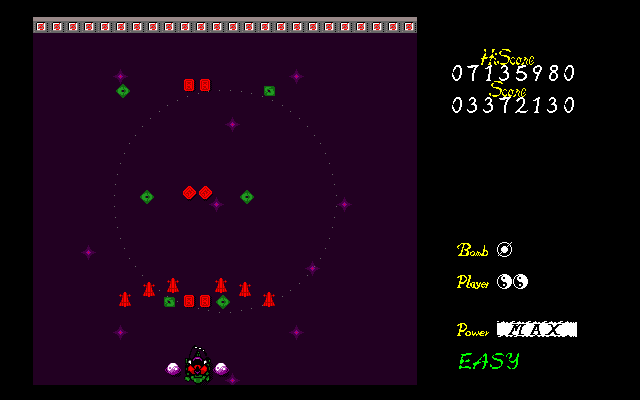 HiScore
07135980
Score
03372130
Bomb
Player
Power MAX
EASY